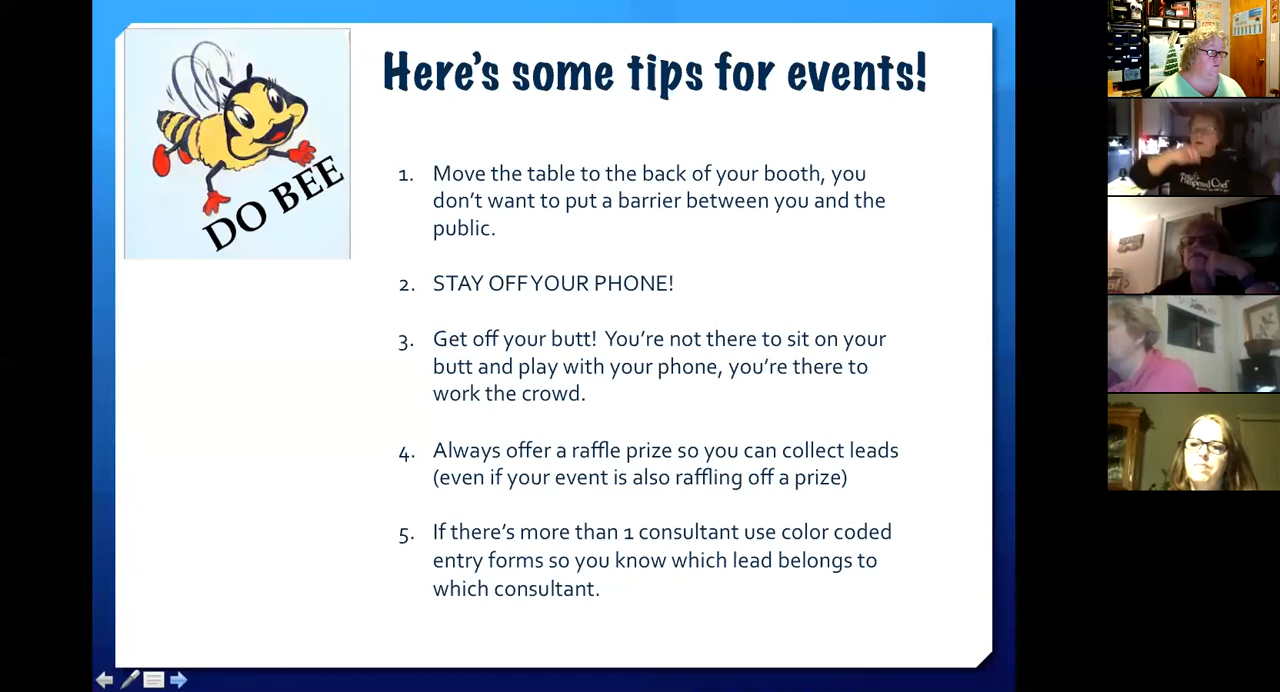 Here's some tips for events!
DO BEE
1. Move the table to the back of your booth, you
don't want to put a barrier between you and the
public.
2. STAY OFF YOUR PHONE!
3. Get off your butt! You're not there to sit on your
butt and play with your phone, you're there to
work the crowd.
4. Always offer a raffle prize so you can collect leads
(even if your event is also raffling off a prize)
5. If there's more than 1 consultant use color coded
entry forms so you know which lead belongs to
which consultant.
Pampered Chef